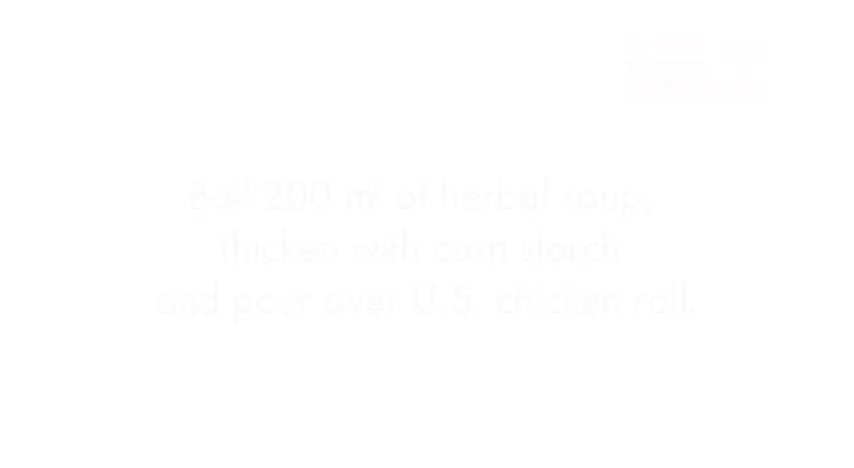 Boil 200 ml of herbal soup,
thicken with corn starch
and pour over U.S. chicken roll.